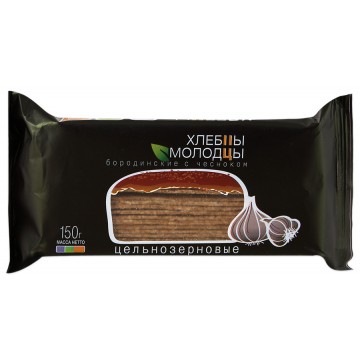 ХЛЕБЦЫ
МОЛОДЦЫ
бородинские с чесноком
150г
МАССА НЕТТО
цельнозерновые